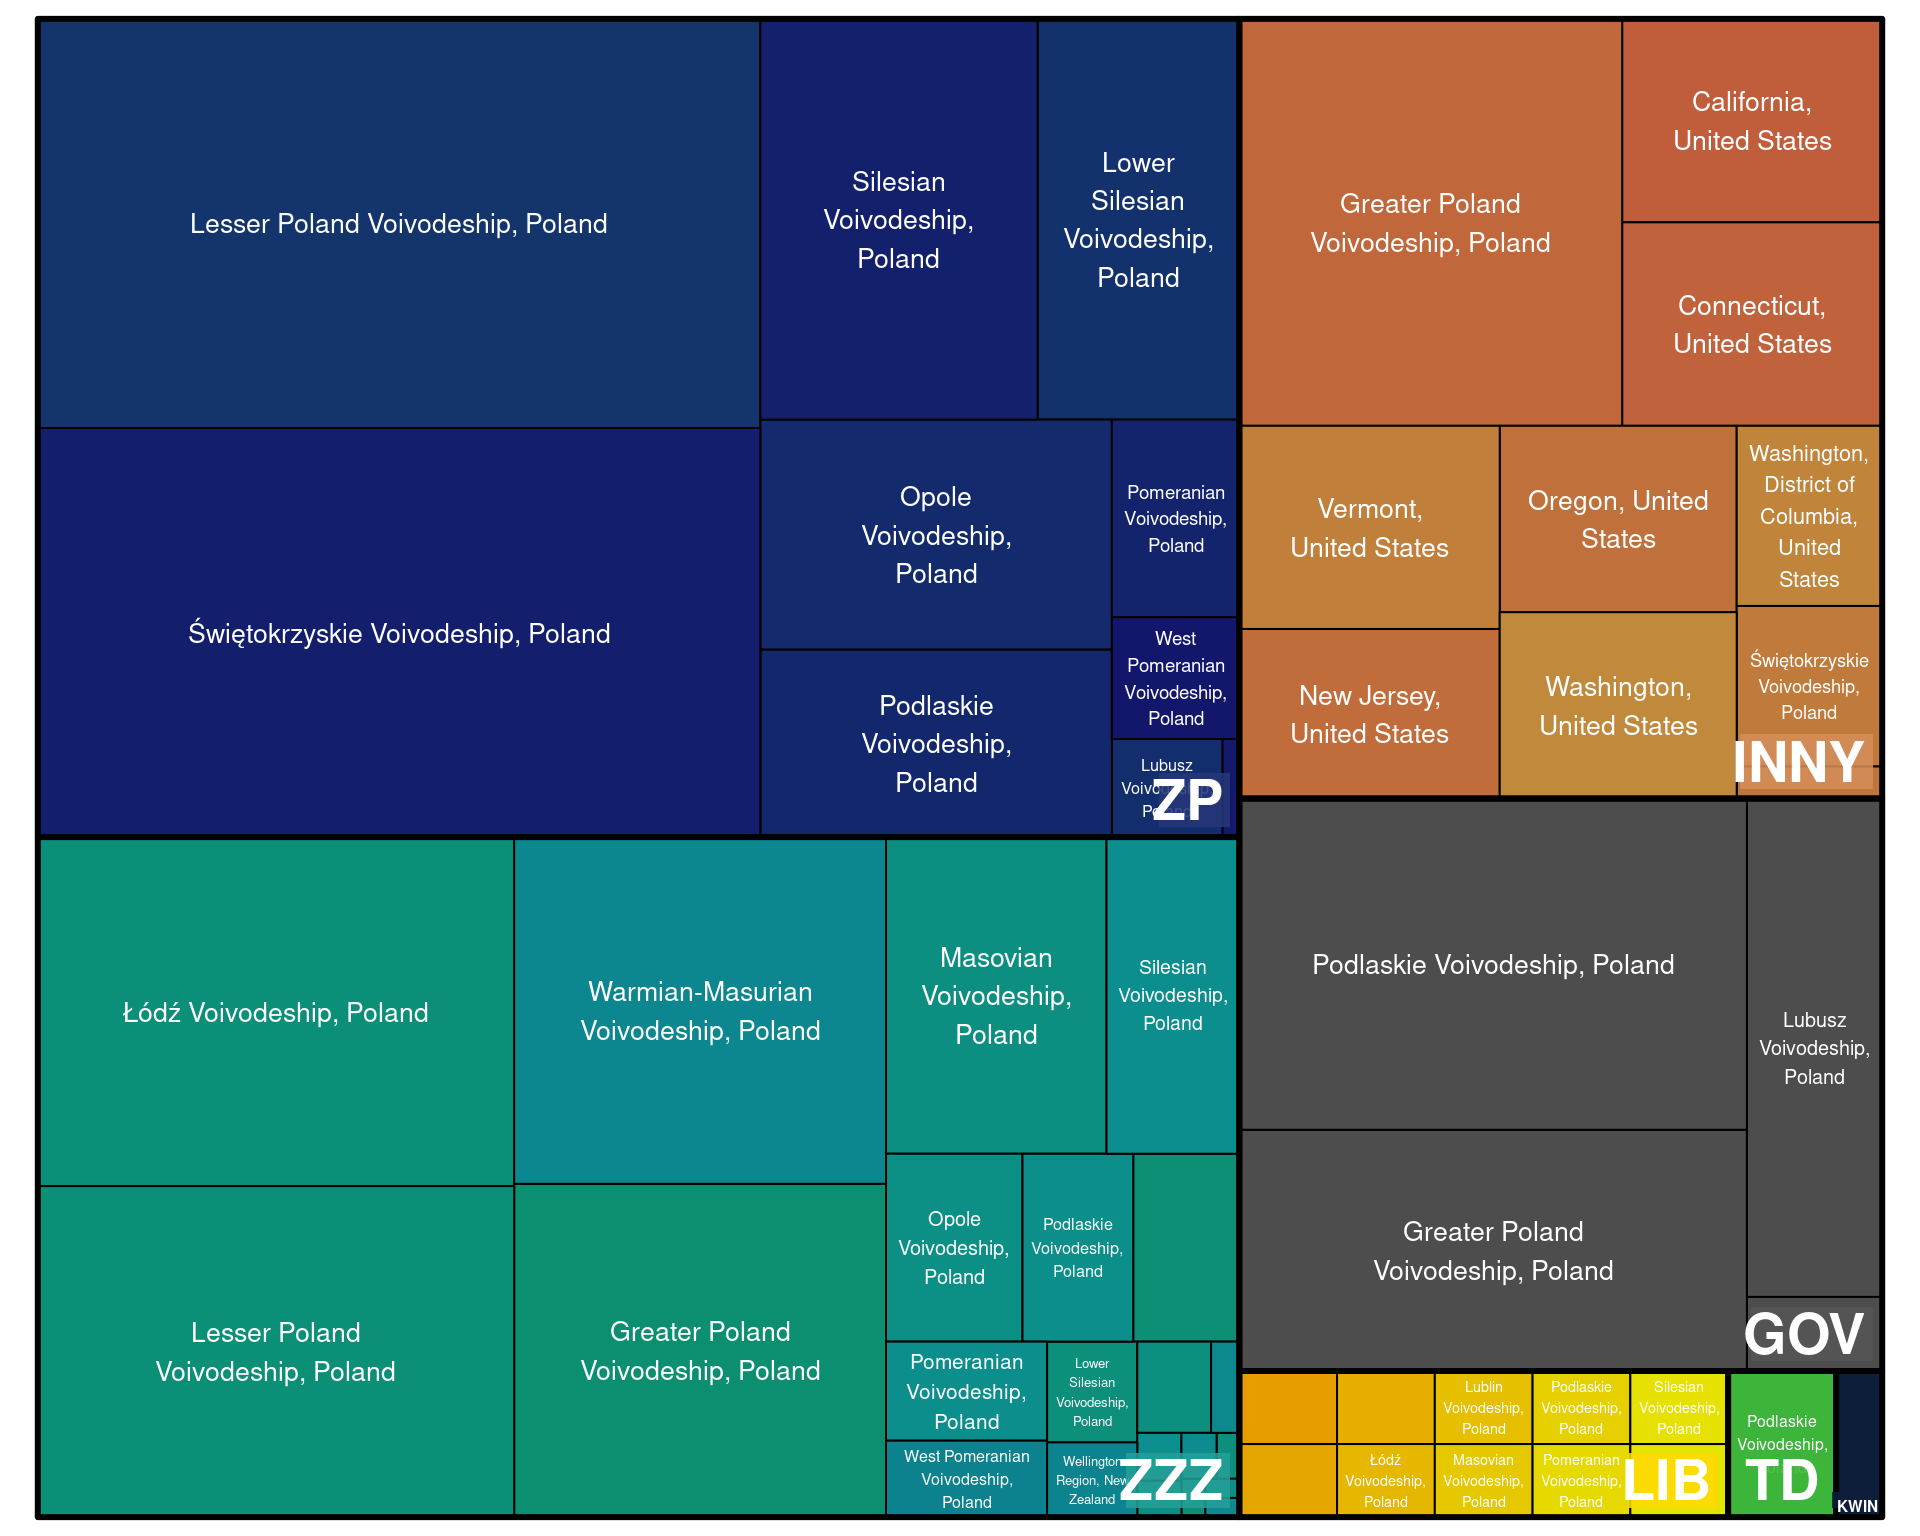 Lesser Poland Voivodeship, Poland
Silesian
Voivodeship,
Poland
Lower
Silesian
Voivodeship,
Poland
Świętokrzyskie Voivodeship, Poland
Opole
Voivodeship,
Poland
Pomeranian
Voivodeship,
Poland
Podlaskie
Voivodeship,
Poland
West
Pomeranian
Voivodeship,
Poland
Lubusz
ZP
Greater Poland
Voivodeship, Poland
California,
United States
Connecticut,
United States
Vermont,
United States
Oregon, United
States
Washington,
District of
Columbia,
United
States
New Jersey,
United States
Washington,
United States
Świętokrzyskie
Voivodeship,
Poland
INNY
Łódź Voivodeship, Poland
Warmian-Masurian
Voivodeship, Poland
Masovian
Voivodeship,
Poland
Silesian
Voivodeship,
Poland
Lesser Poland
Voivodeship, Poland
Greater Poland
Voivodeship, Poland
Opole
Voivodeship,
Poland
Podlaskie
Voivodeship,
Poland
Pomeranian
Voivodeship,
Poland
Lower
Silesian
Voivodeship,
Poland
West Pomeranian
Voivodeship,
Poland
Wellington
Region, New
Zealand
ZZZ
Podlaskie Voivodeship, Poland
Lubusz
Voivodeship,
Poland
Greater Poland
Voivodeship, Poland
GOV
Lublin
Voivodeship,
Poland
Podlaskie
Voivodeship,
Poland
Silesian
Voivodeship,
Poland
Łódź
Voivodeship,
Poland
Masovian
Voivodeship,
Poland
Pomeranian
Voivodeship,
Poland
LIB
Podlaskie
Voivodeship,
TD
KWIN